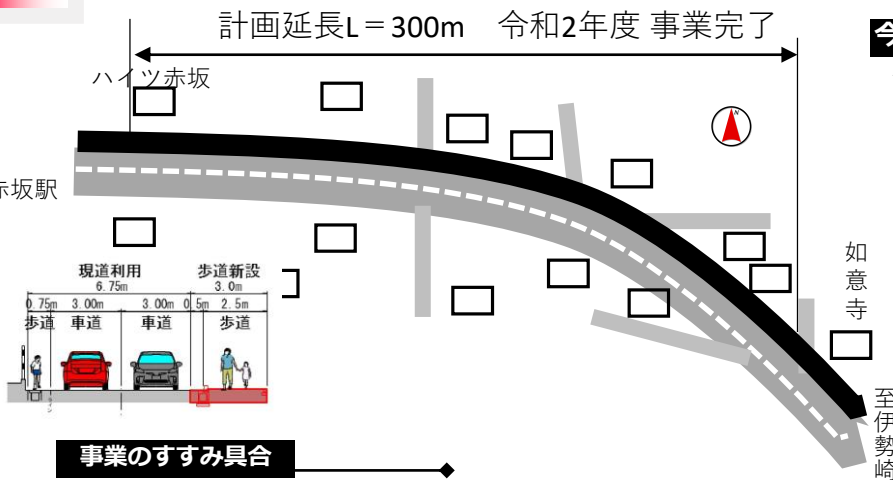 計画延長L＝300m　令和2年度 事業完了
今
ハイツ赤坂
N
赤坂駅
如意寺
現道利用　歩道新設
6.75m　3.0m
0.75m 3.00m 3.00m 0.5m 2.5m
歩道 車道 車道 歩道
至伊勢崎
事業のすすみ具合